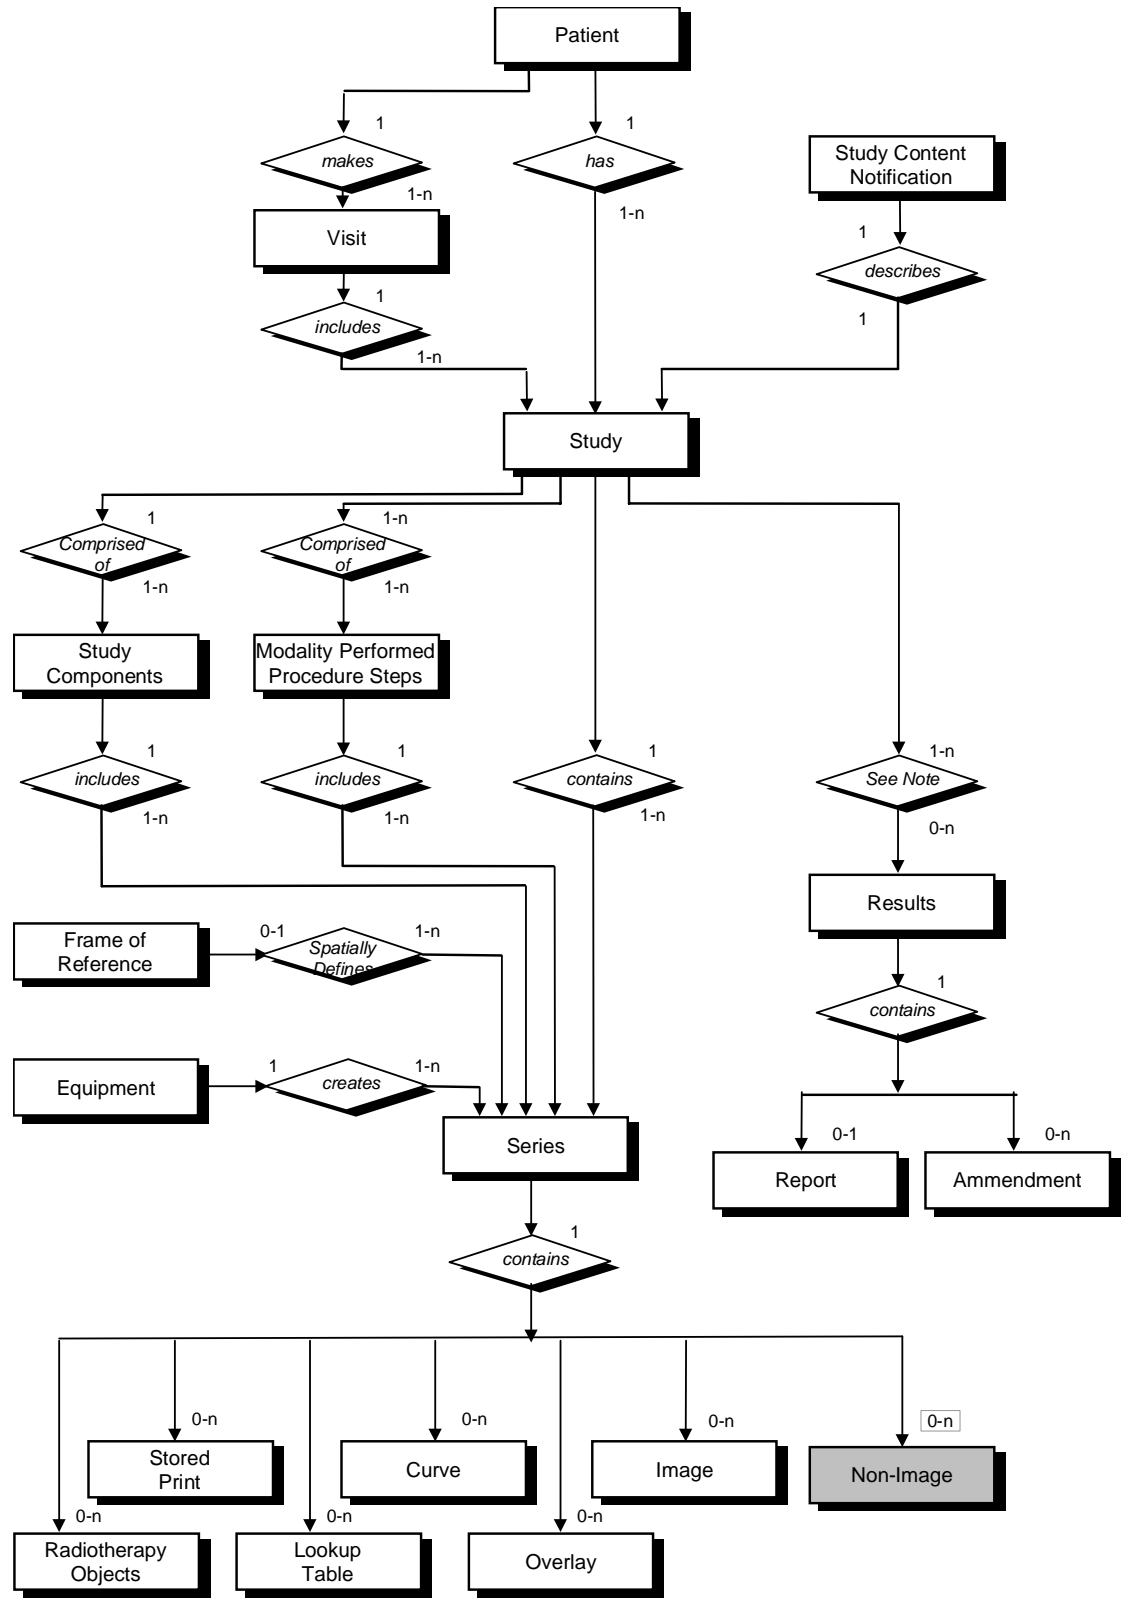 Patient
1
1
makes
has
Study Content
Notification
1-n
1-n
Visit
1
describes
1
includes
1
1-n
Study
1
1-n
Comprised
of
Comprised
of
1-n
1-n
Study
Components
Modality Performed
Procedure Steps
1
1
1
1-n
includes
includes
contains
See Note
1-n
1-n
1-n
0-n
Results
Frame of
Reference
0-1
Spatially
Defines
1-n
1
contains
Equipment
1
creates
1-n
0-1
0-n
Series
Report
Ammendment
1
contains
0-n
0-n
0-n
0-n
Stored
Print
Curve
Image
Non-Image
0-n
0-n
0-n
Radiotherapy
Objects
Lookup
Table
Overlay